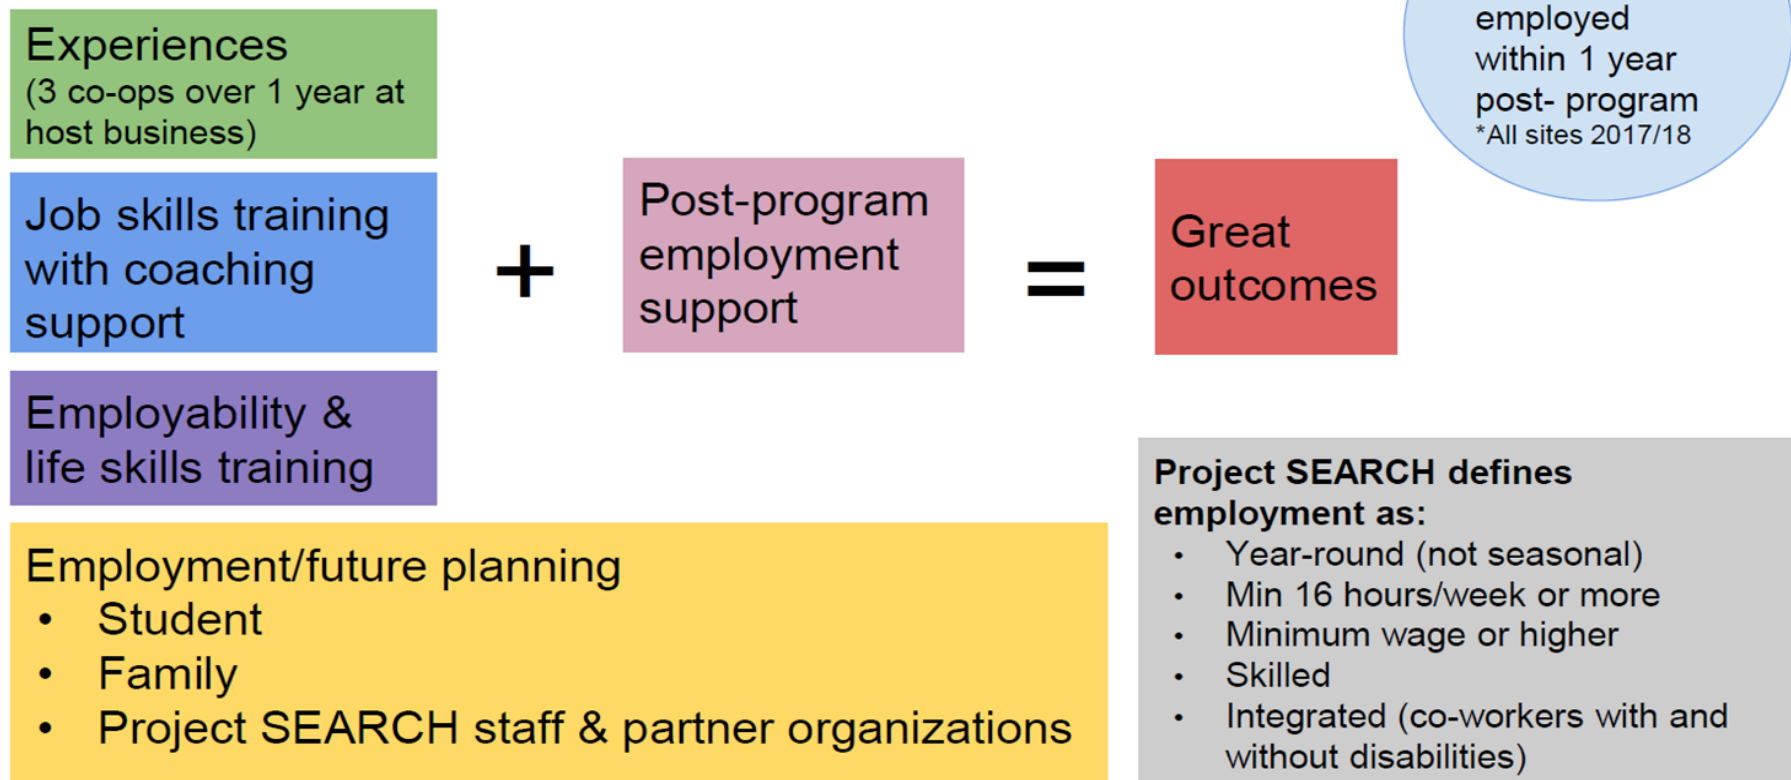 Experiences
(3 co-ops over 1 year at
host business)
Job skills training
with coaching
support
Employability &
life skills training
+
Post-program
employment
support
=
Great
outcomes
employed
within 1 year
post- program
*All sites 2017/18
Employment/future planning
• Student
• Family
• Project SEARCH staff & partner organizations
Project SEARCH defines
employment as:
• Year-round (not seasonal)
• Min 16 hours/week or more
• Minimum wage or higher
• Skilled
• Integrated (co-workers with and
without disabilities)